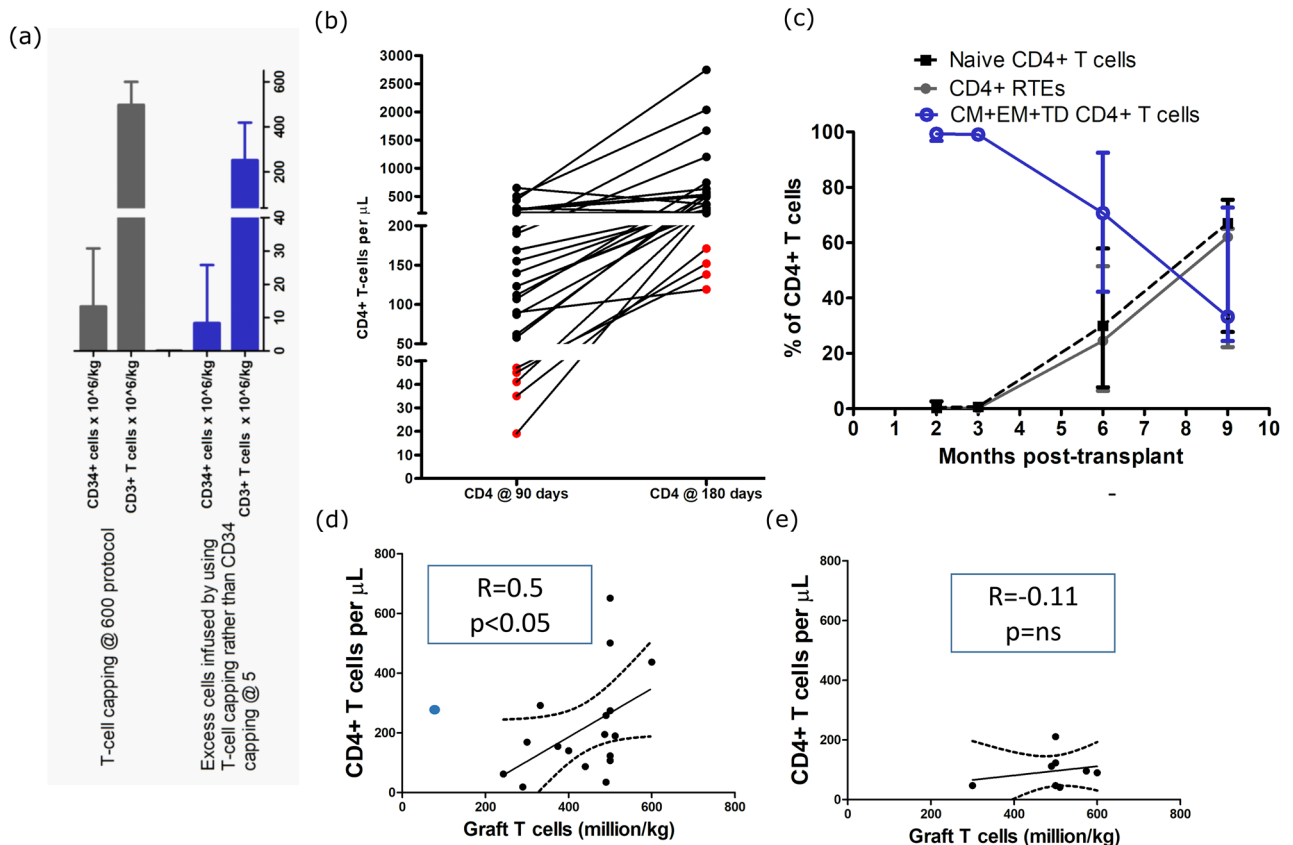 (a)
600
400
200
40
30
20
10
0
CD34+ cells x 10^6/kg
CD3+ T cells x 10^6/kg
CD34+ cells x 10^6/kg
CD3+ T cells x 10^6/kg
T-cell capping @ 600 protocol
Excess cells infused by using
T-cell capping rather than CD34
capping @ 5
(b)
CD4+ T-cells per μL
3000
2500
2000
1500
1000
500
200
150
100
50
50
40
30
20
10
0
CD4 @ 90 days
CD4 @ 180 days
(c)
Naive CD4+ T cells
CD4+ RTEs
CM+EM+TD CD4+ T cells
% of CD4+ T cells
100
80
60
40
20
0
0 1 2 3 4 5 6 7 8 9 10
Months post-transplant
-
(d)
CD4+ T cells per μL
800
600
400
200
0
R=0.5
p<0.05
0 200 400 600 800
Graft T cells (million/kg)
(e)
CD4+ T cells per μL
800
600
400
200
0
R=-0.11
p=ns
0 200 400 600 800
Graft T cells (million/kg)